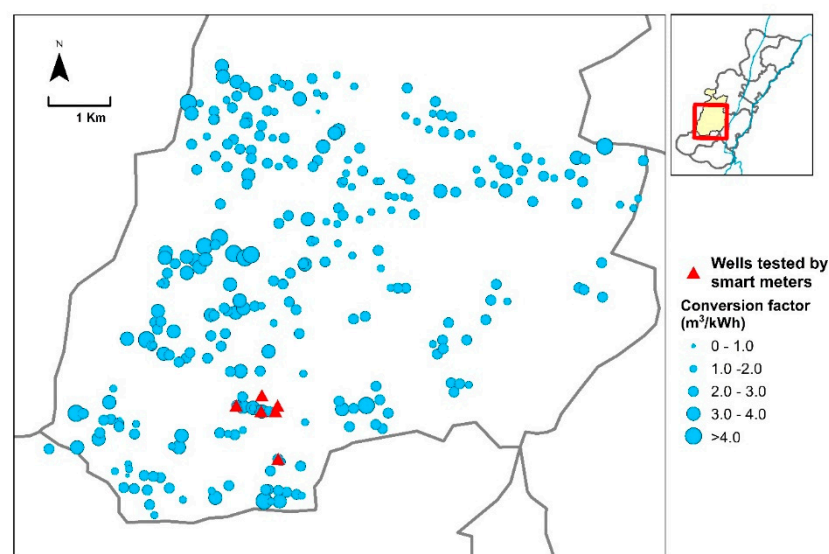 N
1 Km
Wells tested by
smart meters
Conversion factor
(m³/kWh)
0 - 1.0
1.0 -2.0
2.0 - 3.0
3.0 - 4.0
>4.0